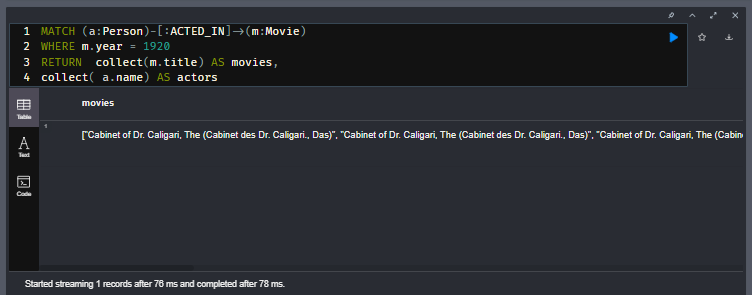 1 MATCH (a:Person)-[:ACTED_IN]→(m:Movie)
2 WHERE m.year = 1920
3 RETURN  collect(m.title) AS movies,
4 collect( a.name) AS actors
Table
movies
1
["Cabinet of Dr. Caligari, The (Cabinet des Dr. Caligari., Das)", "Cabinet of Dr. Caligari, The (Cabinet des Dr. Caligari., Das)", "Cabinet of Dr. Caligari, The (Cabin
A
Text
Code
Started streaming 1 records after 76 ms and completed after 78 ms.